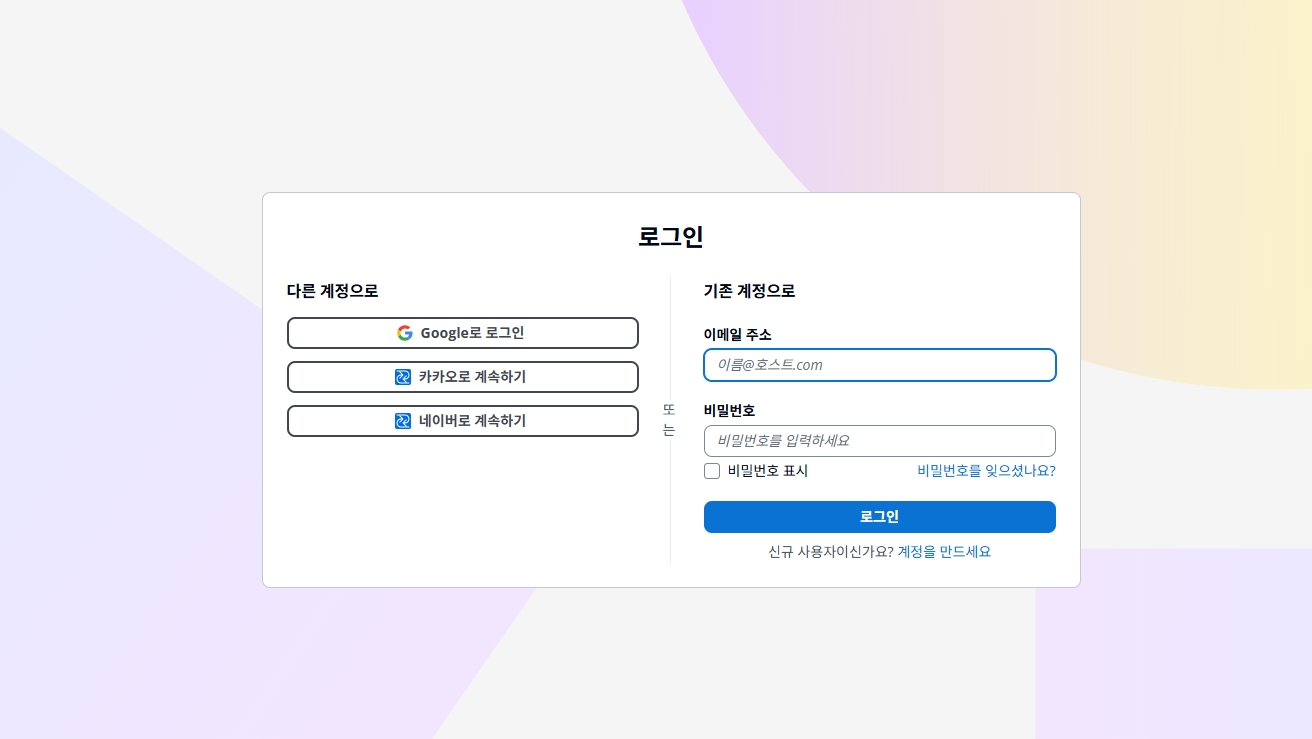 로그인
다른 계정으로
Google로 로그인
카카오로 계속하기
네이버로 계속하기
또
는
기존 계정으로
이메일 주소
이름@호스트.com
비밀번호
비밀번호를 입력하세요
비밀번호 표시 비밀번호를 잊으셨나요?
로그인
신규 사용자이신가요? 계정을 만드세요